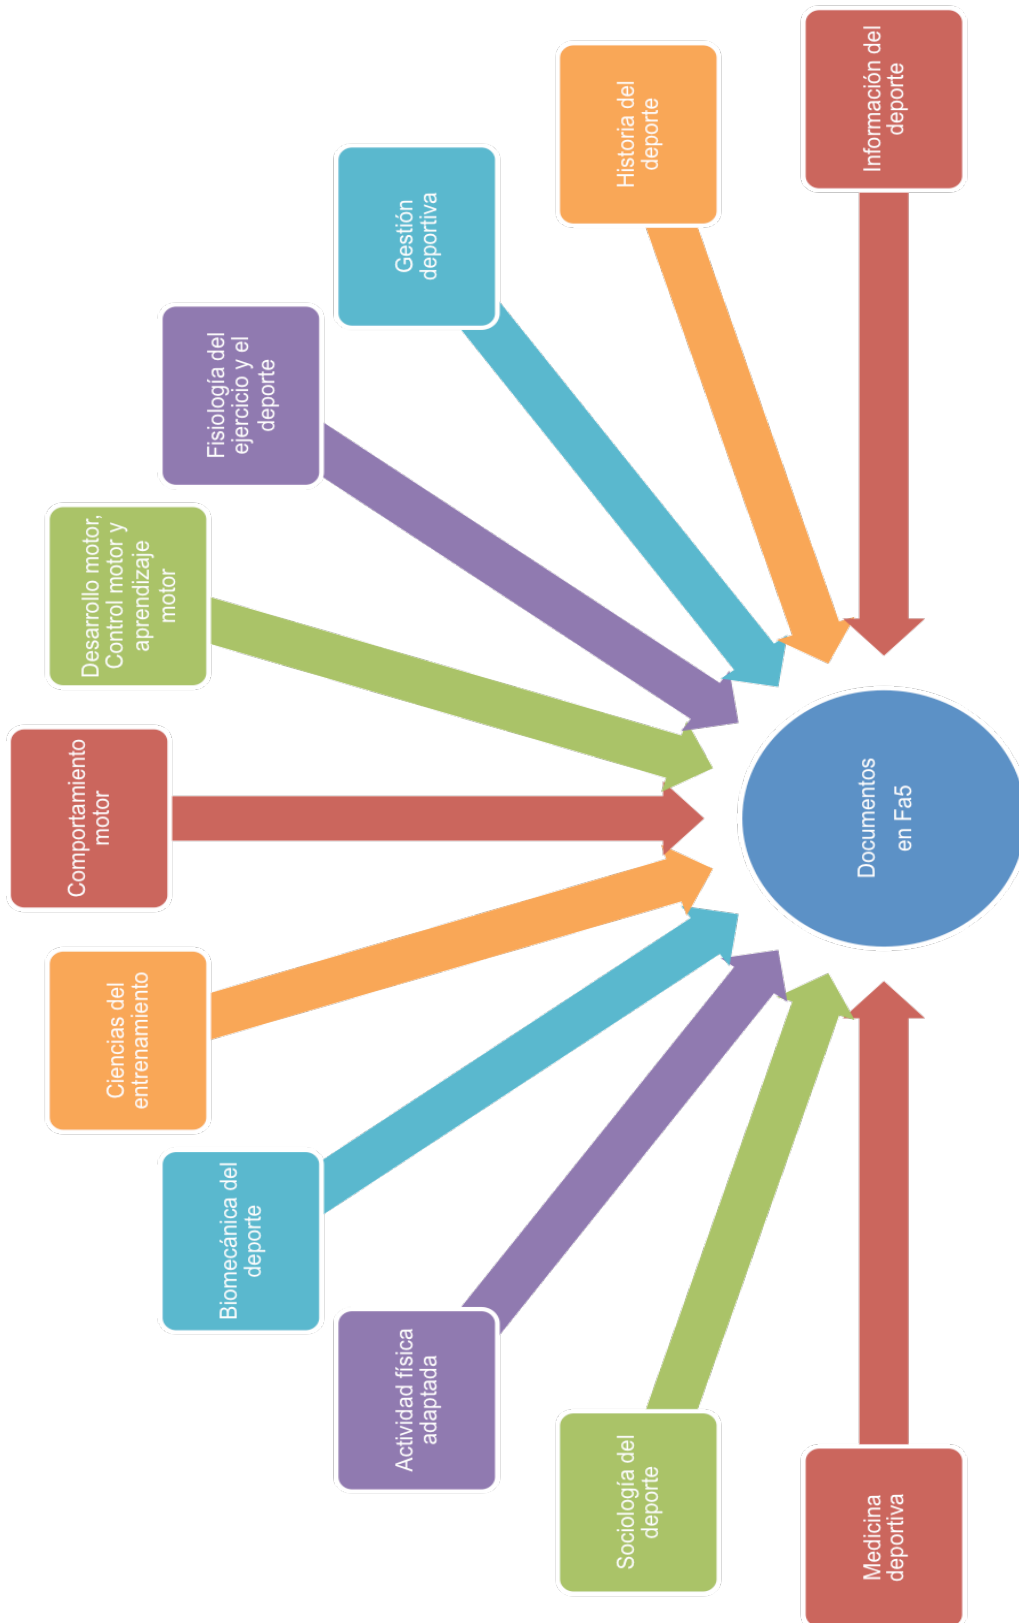 Medicina
deportiva
Sociología del
deporte
Actividad física
adaptada
Biomecánica del
deporte
Ciencias del
entrenamiento
Comportamiento
motor
Desarrollo motor,
Control motor y
aprendizaje
motor
Fisiología del
ejercicio y el
deporte
Gestión
deportiva
Historia del
deporte
Información del
deporte
Documentos
en Fa5